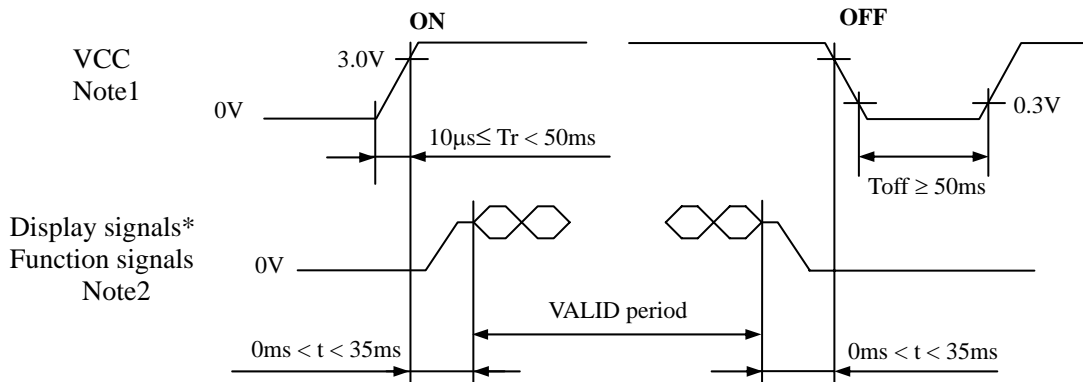 ON
OFF
VCC
Note1
3.0V
0V
0.3V
10μs≤ Tr < 50ms
Toff ≥ 50ms
Display signals*
Function signals
Note2
0V
VALID period
0ms < t < 35ms
0ms < t < 35ms